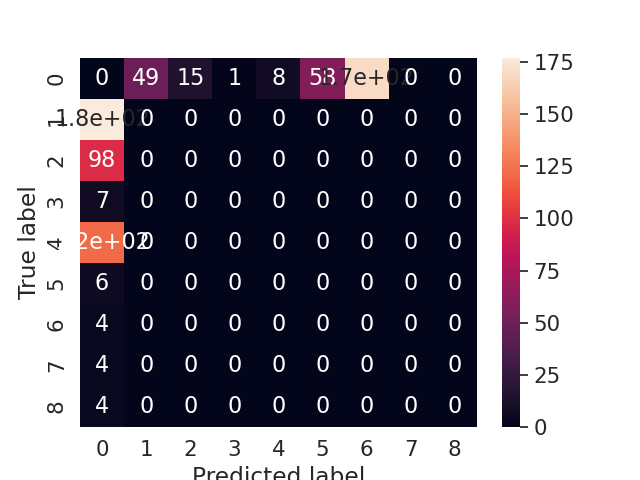 0 0 49 15 1 8 58 1.7e+02 0 0
1 1.8e+02 0 0 0 0 0 0 0 0
2 98 0 0 0 0 0 0 0 0
3 7 0 0 0 0 0 0 0 0
4 2e+02 0 0 0 0 0 0 0 0
5 6 0 0 0 0 0 0 0 0
6 4 0 0 0 0 0 0 0 0
7 4 0 0 0 0 0 0 0 0
8 4 0 0 0 0 0 0 0 0
0 1 2 3 4 5 6 7 8
Predicted label
True label
175
150
125
100
75
50
25
0